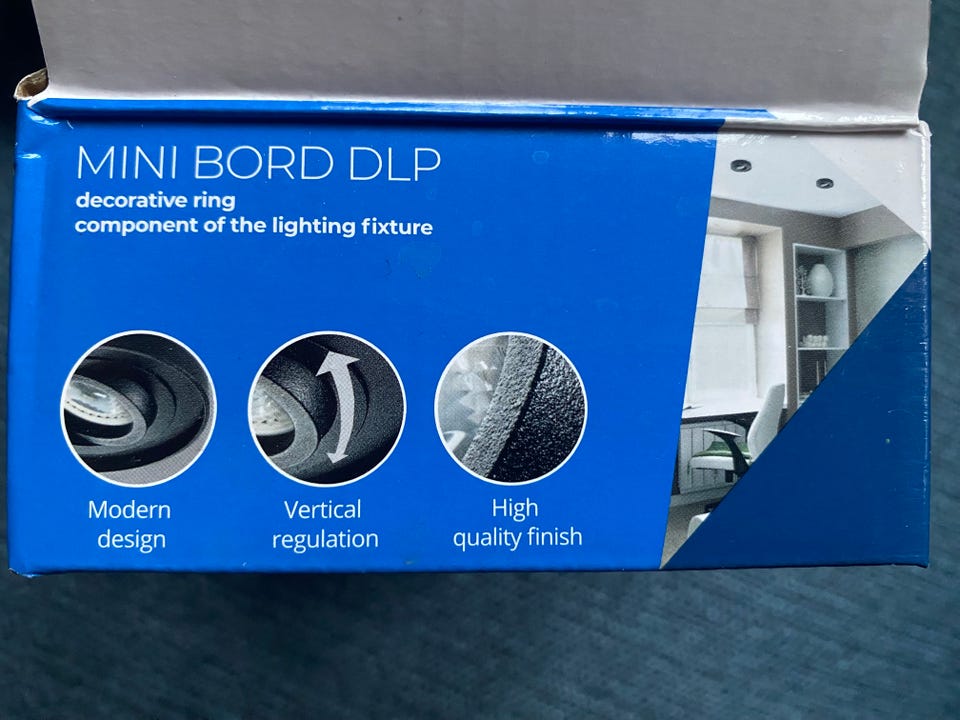 MINI BORD DLP
decorative ring
component of the lighting fixture
Modern
design
Vertical
regulation
High
quality finish